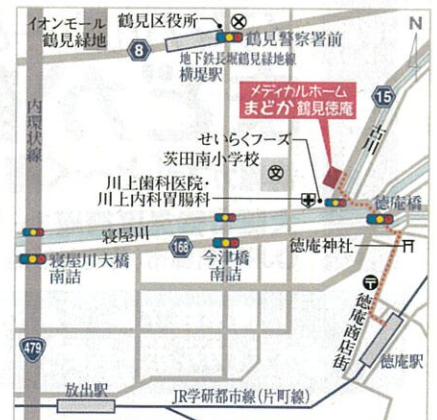 イオンモール
鶴見緑地
鶴見区役所
N
8
鶴見警察署前
地下鉄長堀鶴見緑地線
横堤駅
メディカルホーム
まどか 鶴見徳庵
15
古川
内環状線
せいらくフーズ
茨田南小学校
文
川上歯科医院・
川上内科胃腸科
徳庵橋
寝屋川
168
今津橋
南詰
徳庵神社
寝屋川大橋
南詰
〒
徳庵商店街
479
徳庵駅
放出駅
JR学研都市線(片町線)